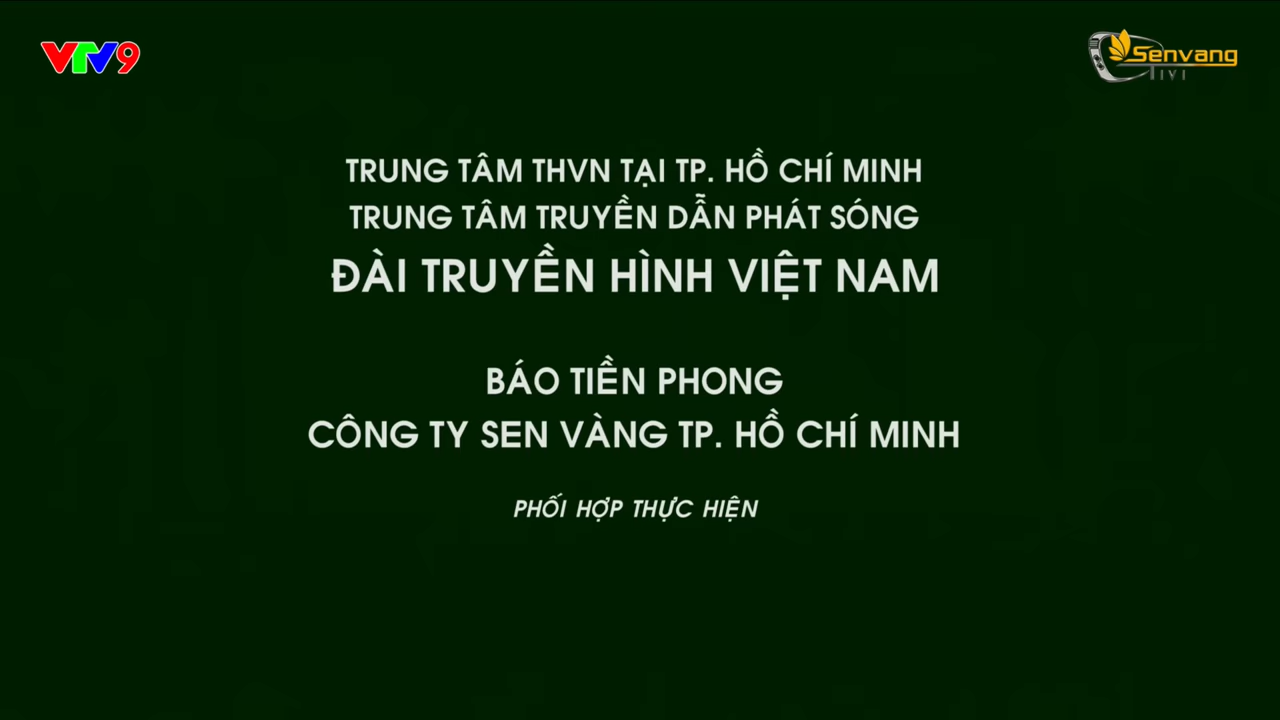 VTV9
Senvang
TIVI
TRUNG TÂM THVN TẠI TP. HỒ CHÍ MINH
TRUNG TÂM TRUYỀN DẪN PHÁT SÓNG
ĐÀI TRUYỀN HÌNH VIỆT NAM
BÁO TIỀN PHONG
CÔNG TY SEN VÀNG TP. HỒ CHÍ MINH
PHỐI HỢP THỰC HIỆN